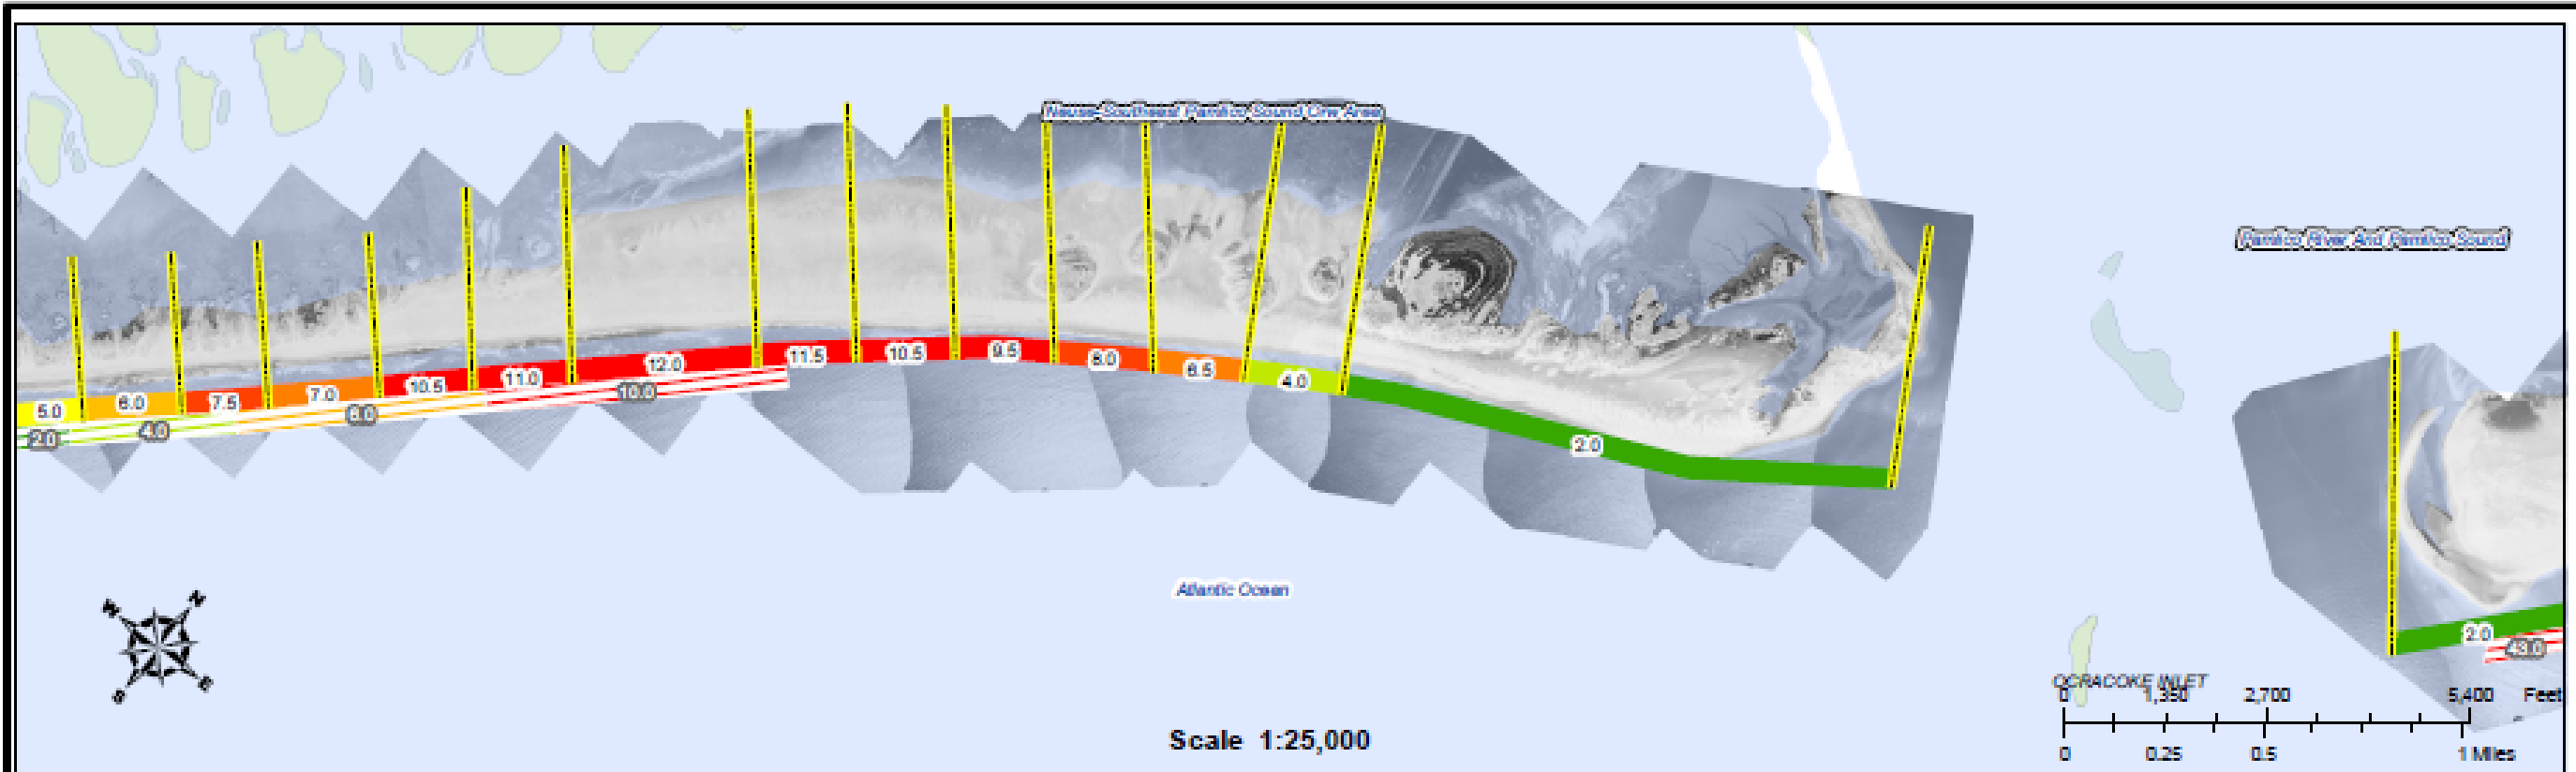 Neuse-Southeast Pamlico Sound Orw Area
Pamlico River And Pamlico Sound
5.0 6.0 7.5 7.0 10.5 11.0 12.0 11.5 10.5 9.5 8.0 6.5 4.0 2.0
2.0 4.0 6.0 10.0
Atlantic Ocean
N N E S
2.0
43.0
OCRACOKE INLET
0 1,350 2,700 5,400 Feet
Scale 1:25,000
0 0.25 0.5 1 Miles